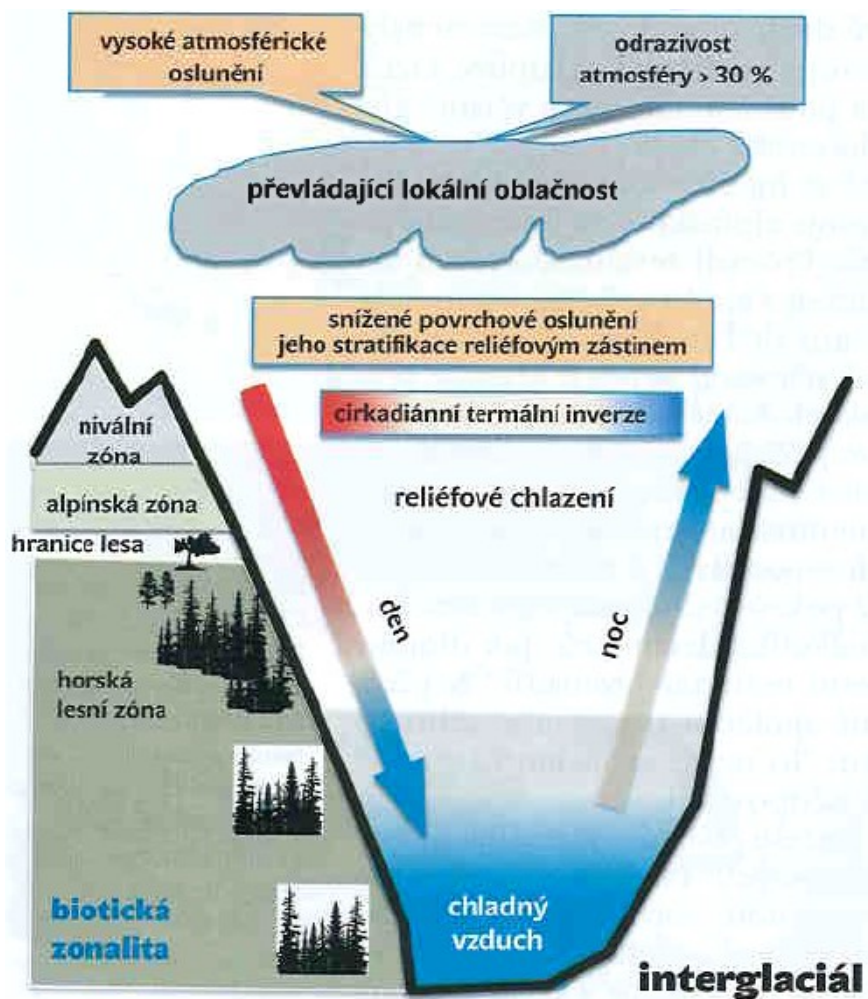 vysoké atmosférické
oslunění
odrazivost
atmosféry > 30 %
převládající lokální oblačnost
snížené povrchové oslunění
jeho stratifikace reliéfovým zástinem
cirkadiánní termální inverze
nivální
zóna
reliéfové chlazení
alpínská zóna
hranice lesa
den
noc
horská
lesní zóna
biotická
zonalita
chladný
vzduch
interglaciál